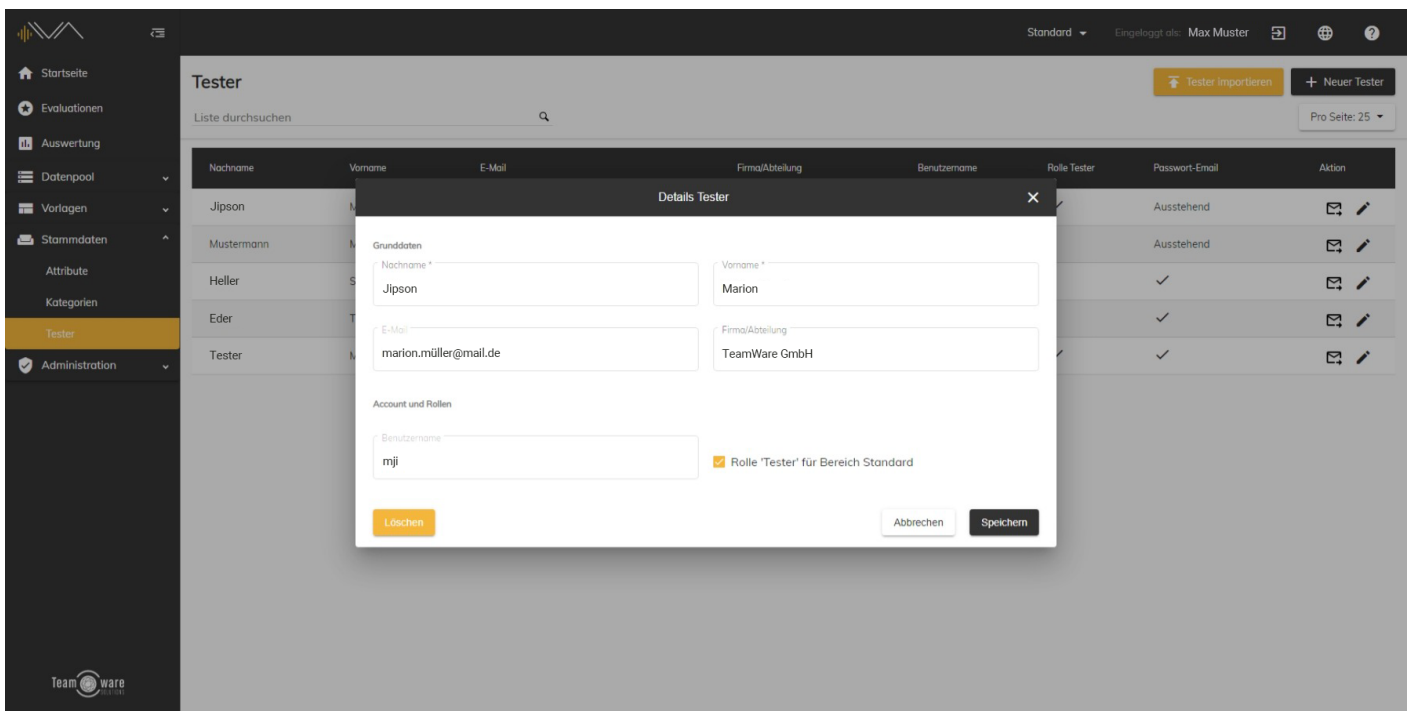 Standard
Eingeloggt als: Max Muster
Startseite
Evaluationen
Auswertung
Datenpool
Vorlagen
Stammdaten
Attribute
Kategorien
Tester
Administration
Team ware
Tester
Tester importieren
+ Neuer Tester
Liste durchsuchen
Pro Seite: 25
Nachname Vorname E-Mail Firma/Abteilung Benutzername Rolle Tester Passwort-Email Aktion
Jipson M Ausstehend
Mustermann M Ausstehend
Heller S
Eder T
Tester M
Details Tester
Grunddaten
Nachname * Vorname *
Jipson Marion
E-Mail Firma/Abteilung
marion.müller@mail.de TeamWare GmbH
Account und Rollen
Benutzername
mji Rolle 'Tester' für Bereich Standard
Löschen Abbrechen Speichern